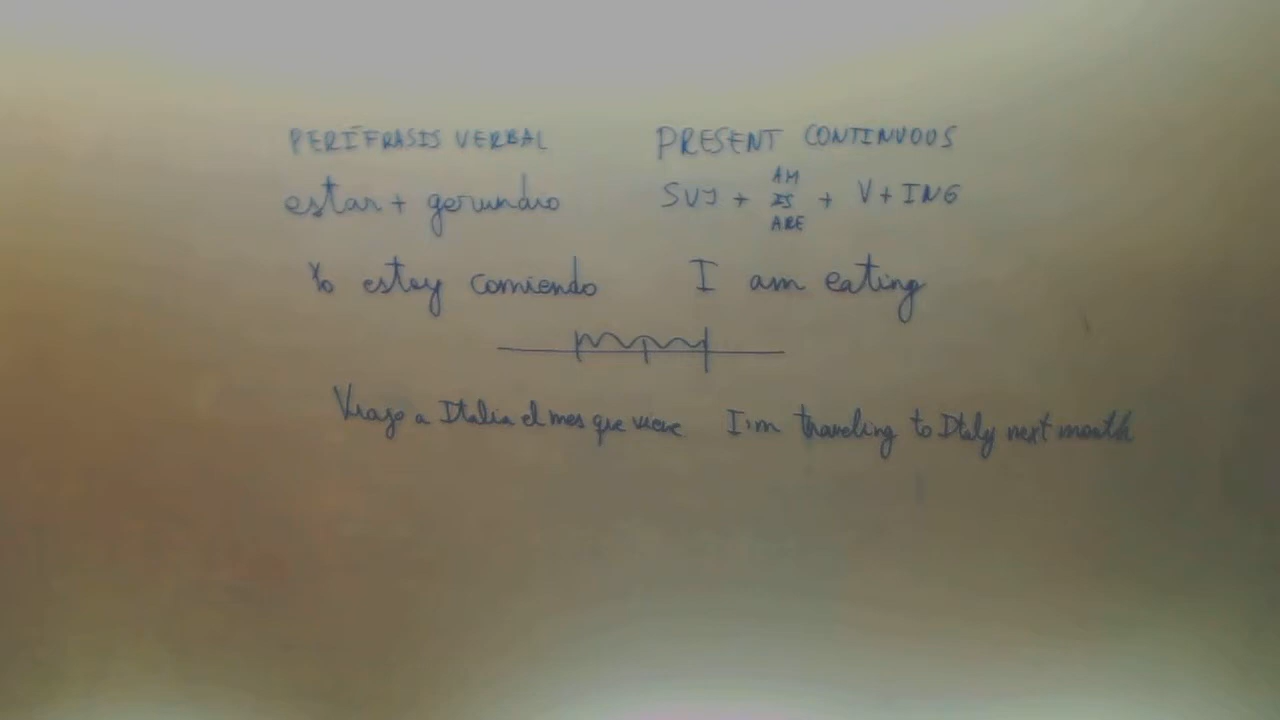 PERÍFRASIS VERBAL PRESENT CONTINUOUS
estar + gerundio SUJ + AM IS ARE + V + ING
Yo estoy comiendo I am eating
Viajo a Italia el mes que viene I'm traveling to Italy next month